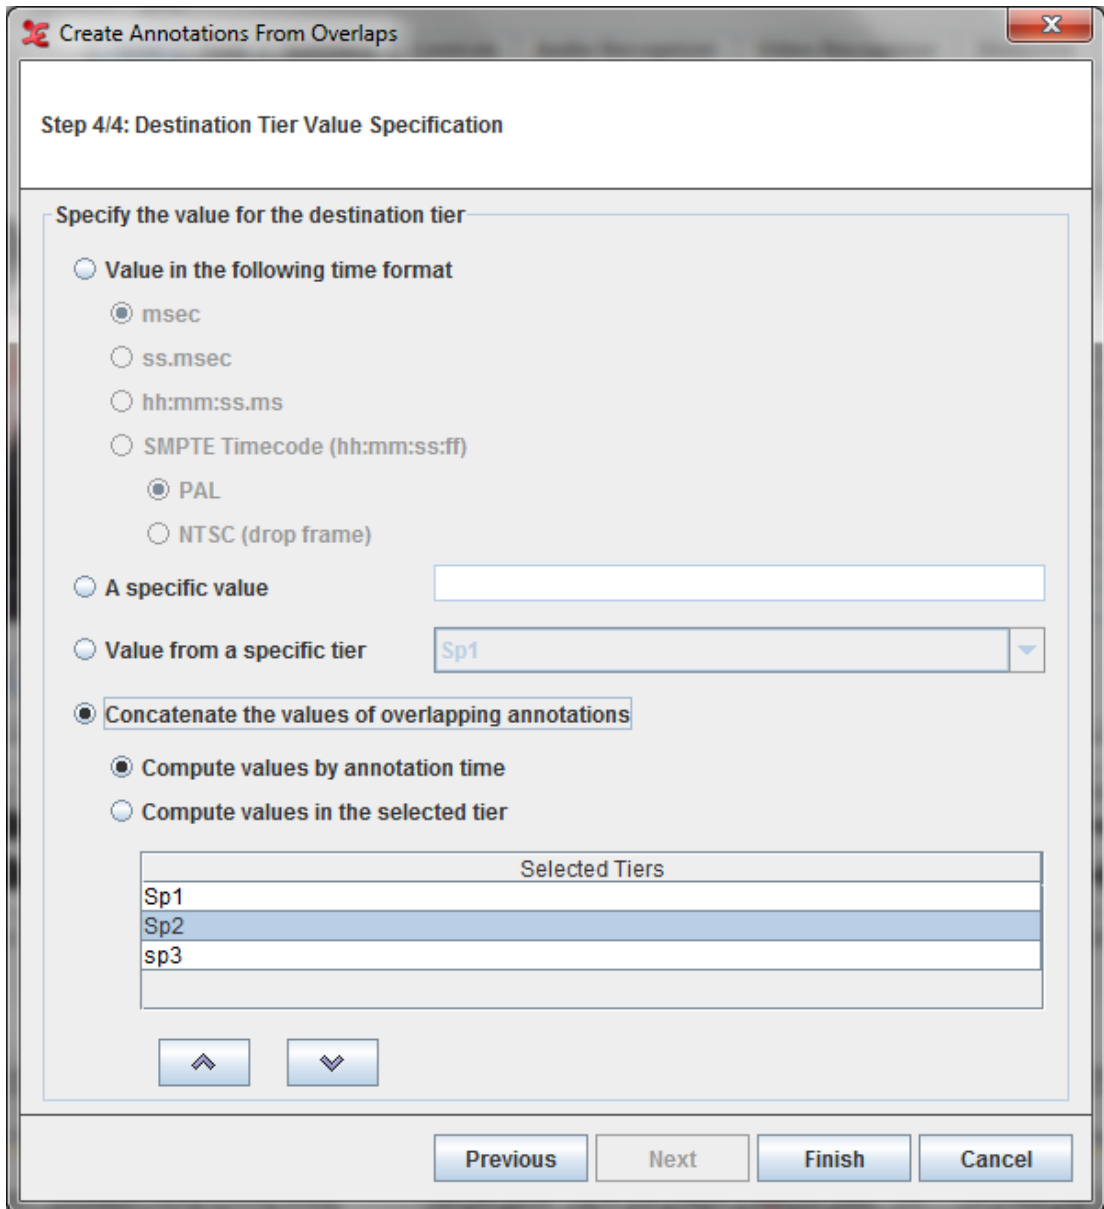 Create Annotations From Overlaps
Step 4/4: Destination Tier Value Specification
Specify the value for the destination tier
Value in the following time format
msec
ss.msec
hh:mm:ss.ms
SMPTE Timecode (hh:mm:ss:ff)
PAL
NTSC (drop frame)
A specific value
Value from a specific tier Sp1
Concatenate the values of overlapping annotations
Compute values by annotation time
Compute values in the selected tier
Selected Tiers
Sp1
Sp2
sp3
Previous Next Finish Cancel